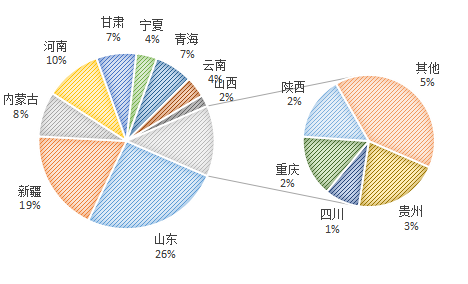 甘肃
7%
宁夏
4%
青海
7%
云南
4%
山西
2%
河南
10%
内蒙古
8%
新疆
19%
山东
26%
陕西
2%
其他
5%
重庆
2%
四川
1%
贵州
3%